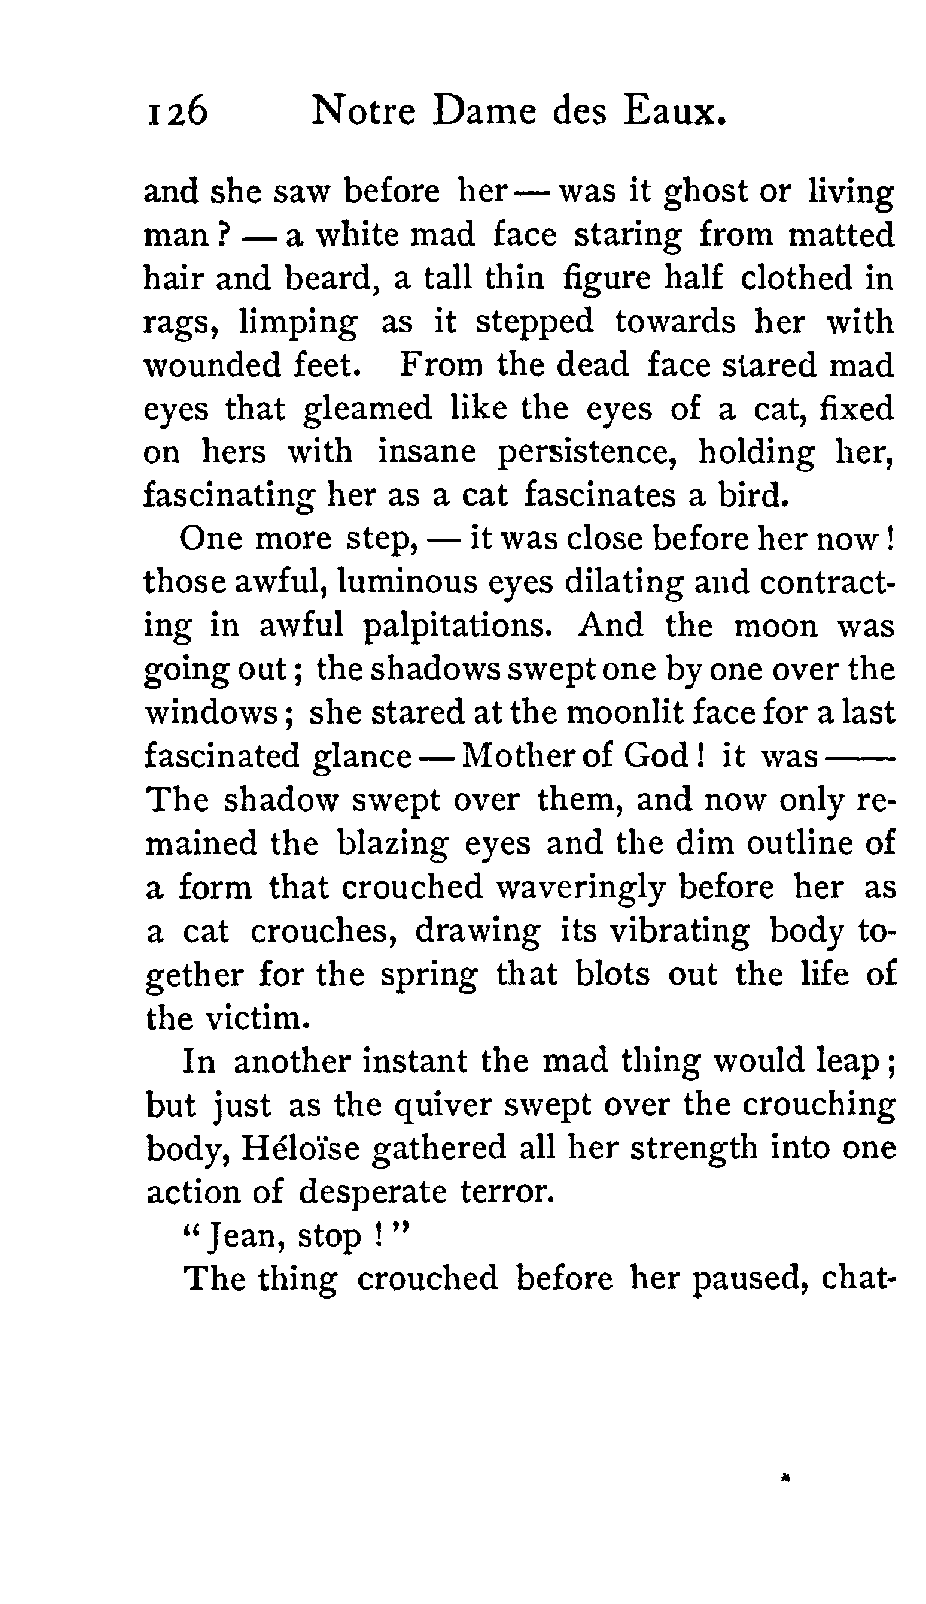 126 Notre Dame des Eaux.
and she saw before her — was it ghost or living
man? — a white mad face staring from matted
hair and beard, a tall thin figure half clothed in
rags, limping as it stepped towards her with
wounded feet. From the dead face stared mad
eyes that gleamed like the eyes of a cat, fixed
on hers with insane persistence, holding her,
fascinating her as a cat fascinates a bird.
One more step, — it was close before her now!
those awful, luminous eyes dilating and contract-
ing in awful palpitations. And the moon was
going out; the shadows swept one by one over the
windows; she stared at the moonlit face for a last
fascinated glance — Mother of God! it was ——
The shadow swept over them, and now only re-
mained the blazing eyes and the dim outline of
a form that crouched waveringly before her as
a cat crouches, drawing its vibrating body to-
gether for the spring that blots out the life of
the victim.
In another instant the mad thing would leap;
but just as the quiver swept over the crouching
body, Héloïse gathered all her strength into one
action of desperate terror.
"Jean, stop!"
The thing crouched before her paused, chat-